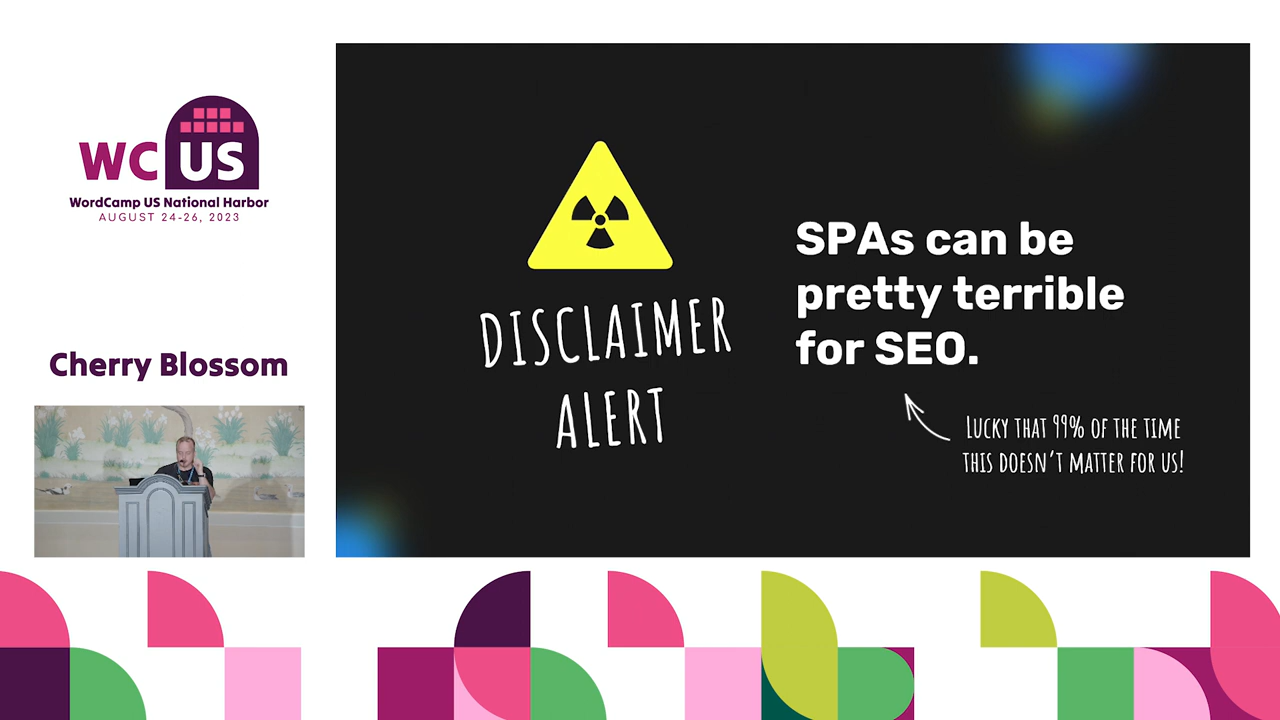 WC US
WordCamp US National Harbor
AUGUST 24-26, 2023
Cherry Blossom
DISCLAIMER
ALERT
SPAs can be
pretty terrible
for SEO.
LUCKY THAT 99% OF THE TIME
THIS DOESN'T MATTER FOR US!